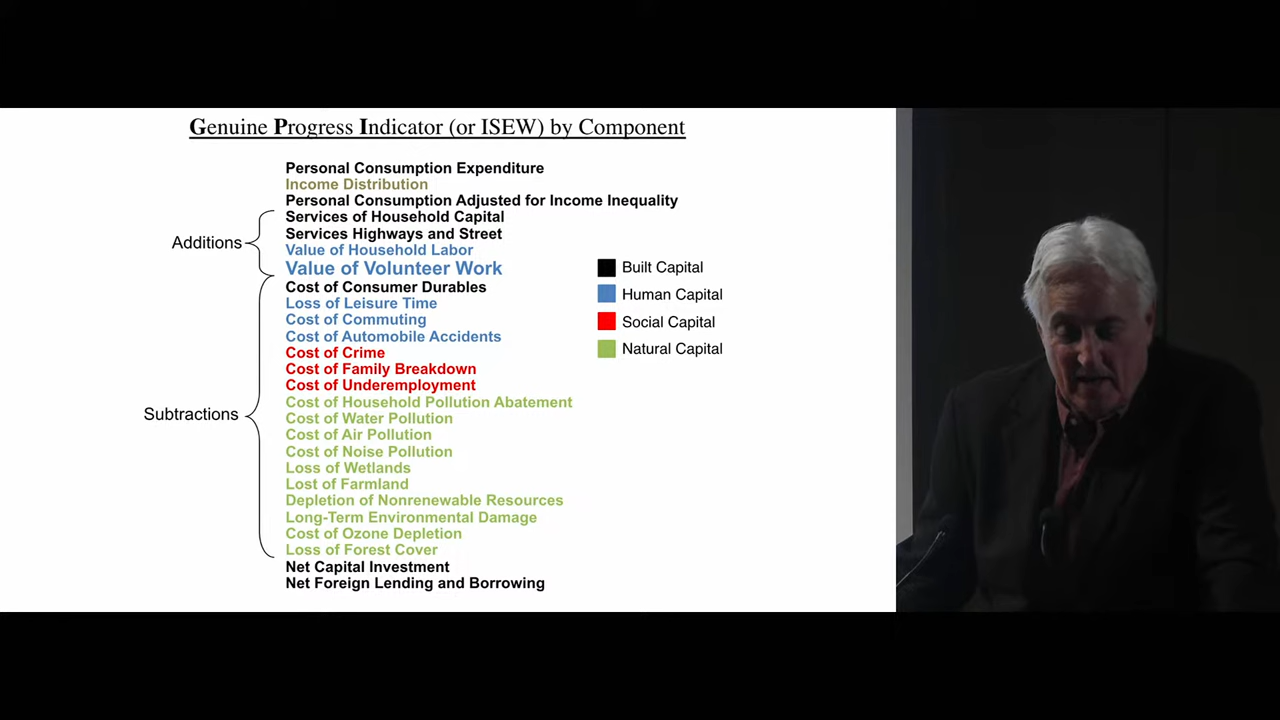 Genuine Progress Indicator (or ISEW) by Component
Personal Consumption Expenditure
Income Distribution
Personal Consumption Adjusted for Income Inequality
Services of Household Capital
Services Highways and Street
Additions
Value of Household Labor
Value of Volunteer Work
Cost of Consumer Durables
Loss of Leisure Time
Cost of Commuting
Cost of Automobile Accidents
Cost of Crime
Cost of Family Breakdown
Cost of Underemployment
Cost of Household Pollution Abatement
Subtractions
Cost of Water Pollution
Cost of Air Pollution
Cost of Noise Pollution
Loss of Wetlands
Lost of Farmland
Depletion of Nonrenewable Resources
Long-Term Environmental Damage
Cost of Ozone Depletion
Loss of Forest Cover
Net Capital Investment
Net Foreign Lending and Borrowing
Built Capital
Human Capital
Social Capital
Natural Capital